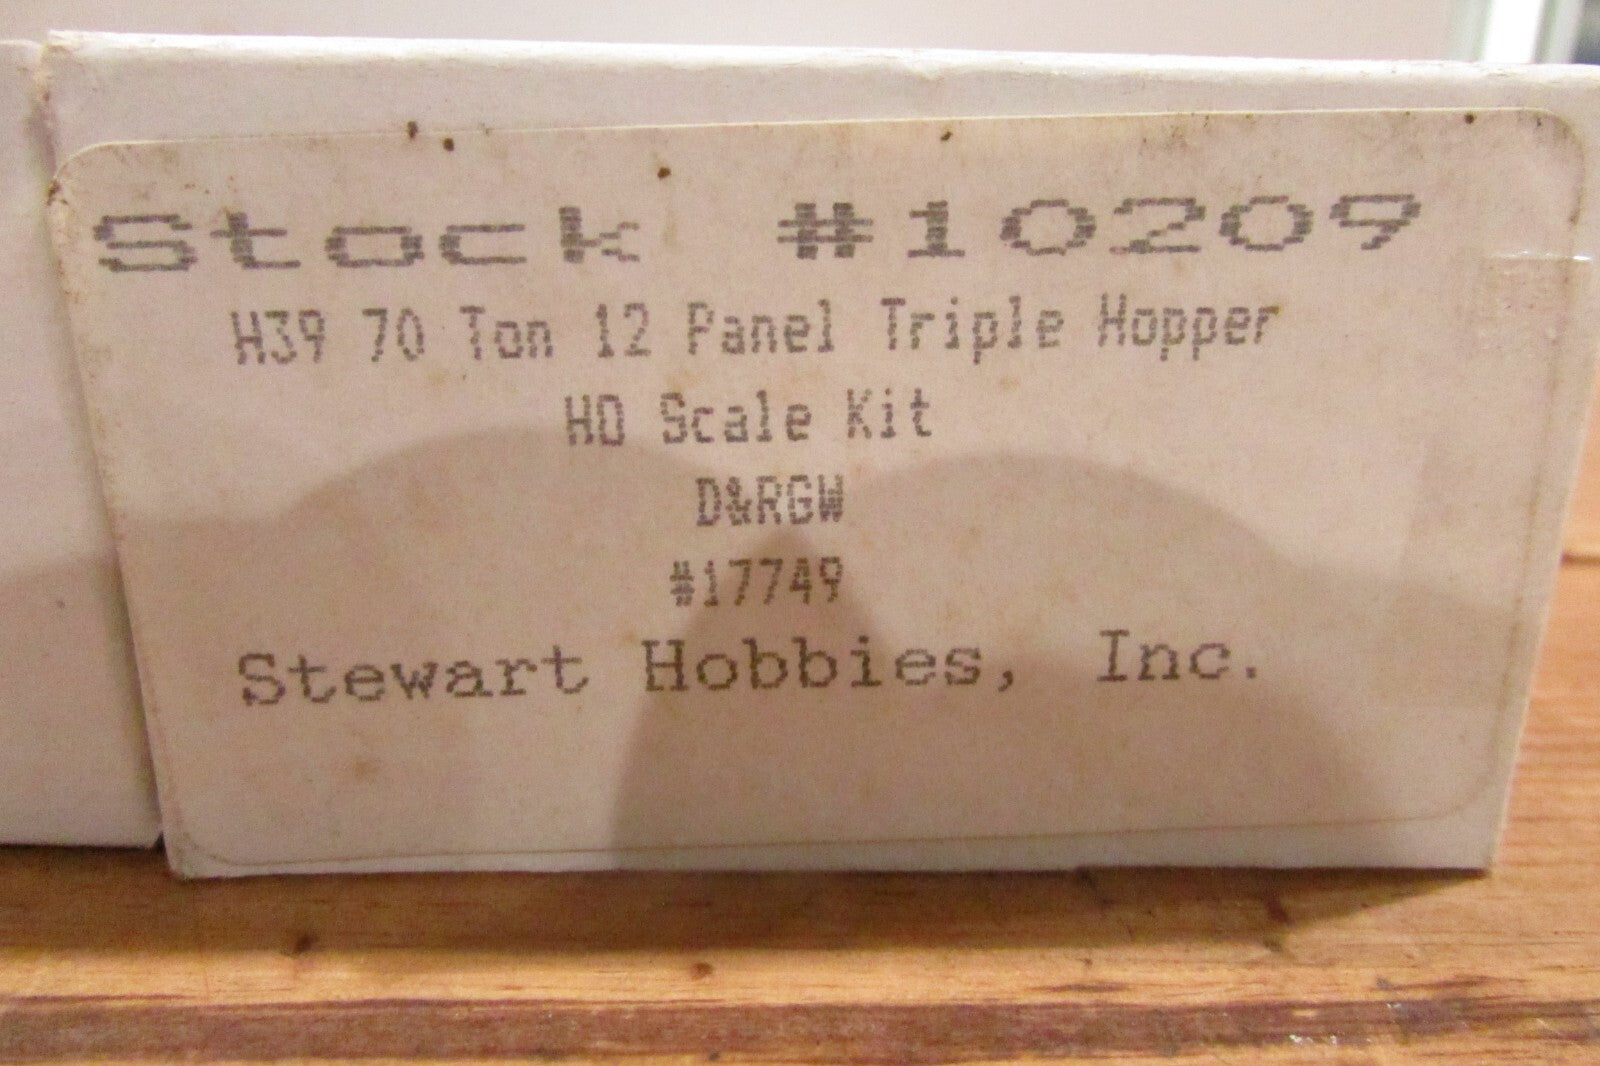 Stock #10209
H39 70 Ton 12 Panel Triple Hopper
HO Scale Kit
D&RGW
#17749
Stewart Hobbies, Inc.